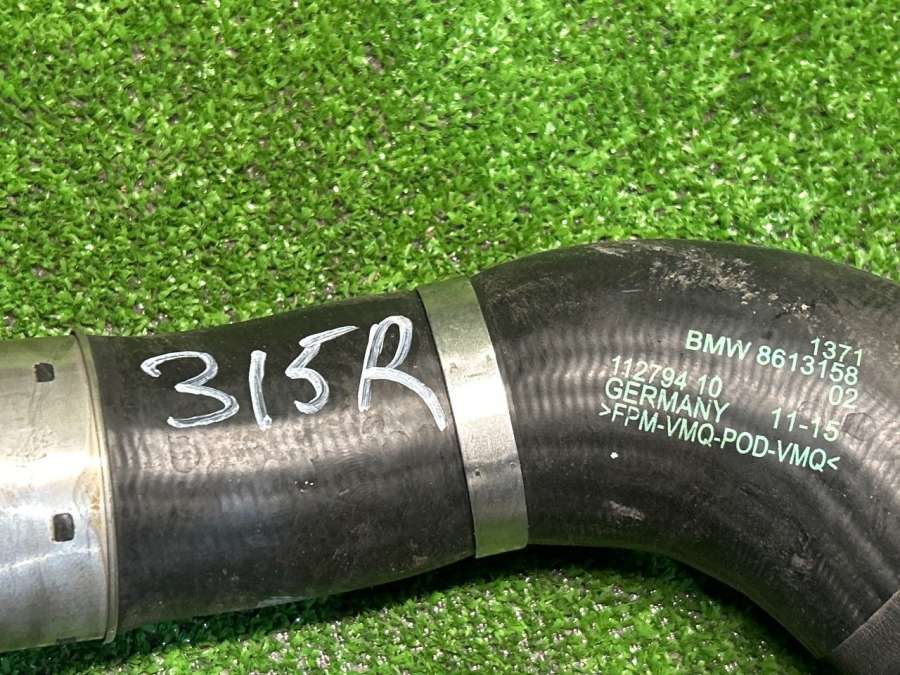 315R
1371
BMW 8613158
112794 10 02
GERMANY 11-15
>FPM-VMQ-POD-VMQ<